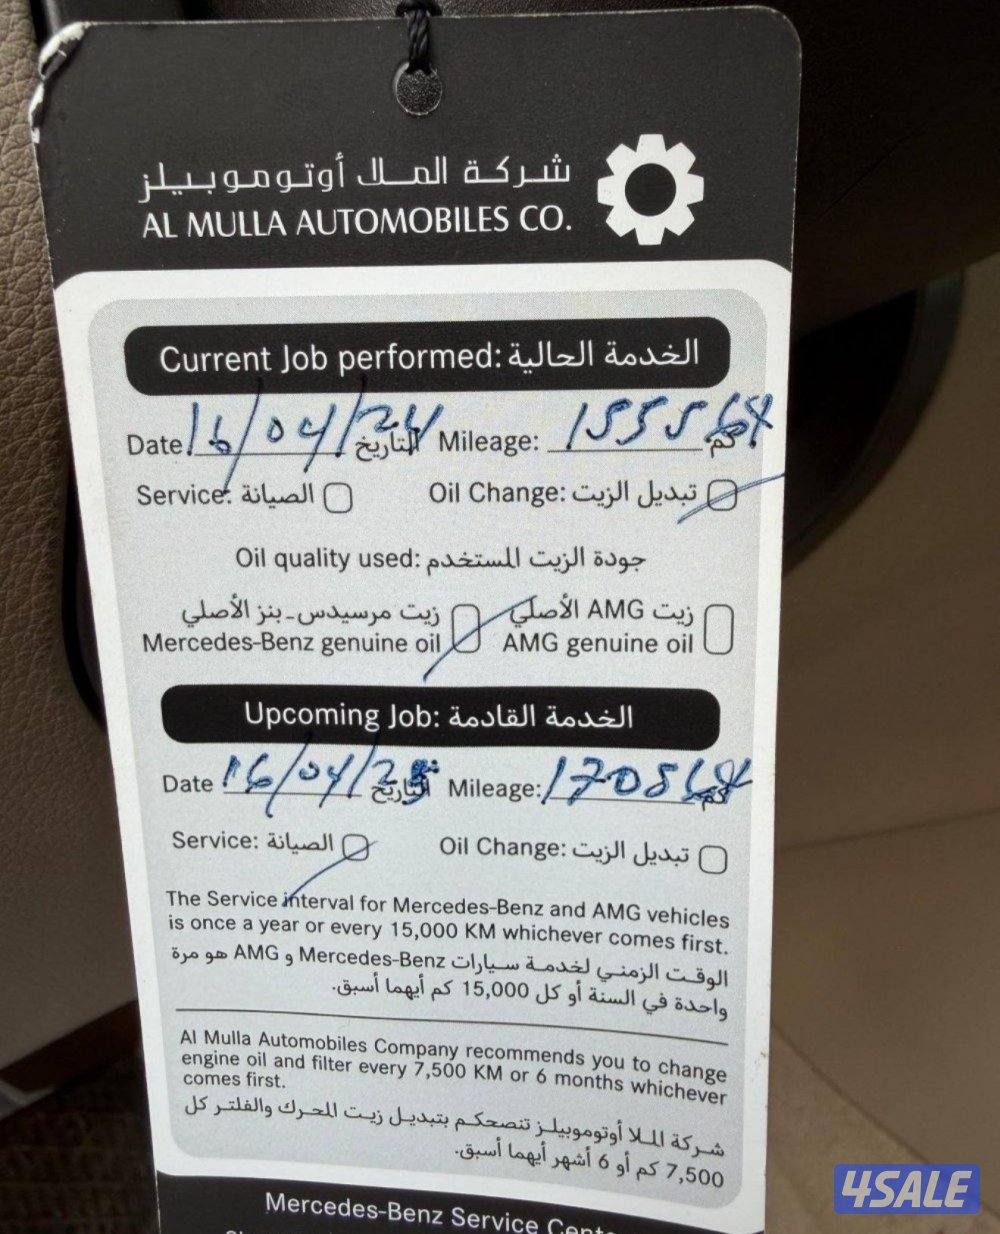 شركة الملا أوتوموبيلز
AL MULLA AUTOMOBILES CO.
Current Job performed: الخدمة الحالية
Date 16/04/24 التاريخ Mileage: كم
Service: الصيانة Oil Change: تبديل الزيت
Oil quality used: جودة الزيت المستخدم
زيت مرسيدس-بنز الأصلي زيت AMG الأصلي
Mercedes-Benz genuine oil AMG genuine oil
Upcoming Job: الخدمة القادمة
Date 16/04/25 التاريخ Mileage: كم
Service: الصيانة Oil Change: تبديل الزيت
The Service interval for Mercedes-Benz and AMG vehicles
is once a year or every 15,000 KM whichever comes first.
الوقت الزمني لخدمة سيارات Mercedes-Benz و AMG هو مرة
واحدة في السنة أو كل 15,000 كم أيهما أسبق.
Al Mulla Automobiles Company recommends you to change
engine oil and filter every 7,500 KM or 6 months whichever
comes first.
شركة الملا أوتوموبيلز تنصحكم بتبديل زيت المحرك والفلتر كل
7,500 كم أو 6 أشهر أيهما أسبق.
Mercedes-Benz Service
4SALE